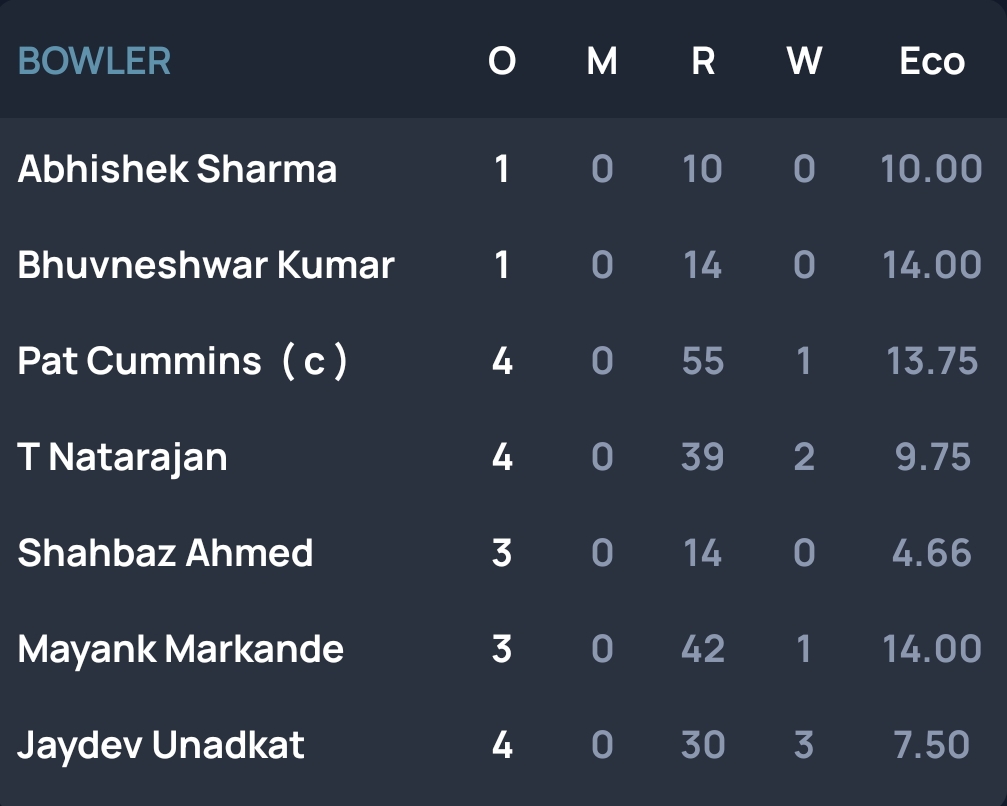 BOWLER O M R W Eco
Abhishek Sharma 1 0 10 0 10.00
Bhuvneshwar Kumar 1 0 14 0 14.00
Pat Cummins ( c ) 4 0 55 1 13.75
T Natarajan 4 0 39 2 9.75
Shahbaz Ahmed 3 0 14 0 4.66
Mayank Markande 3 0 42 1 14.00
Jaydev Unadkat 4 0 30 3 7.50